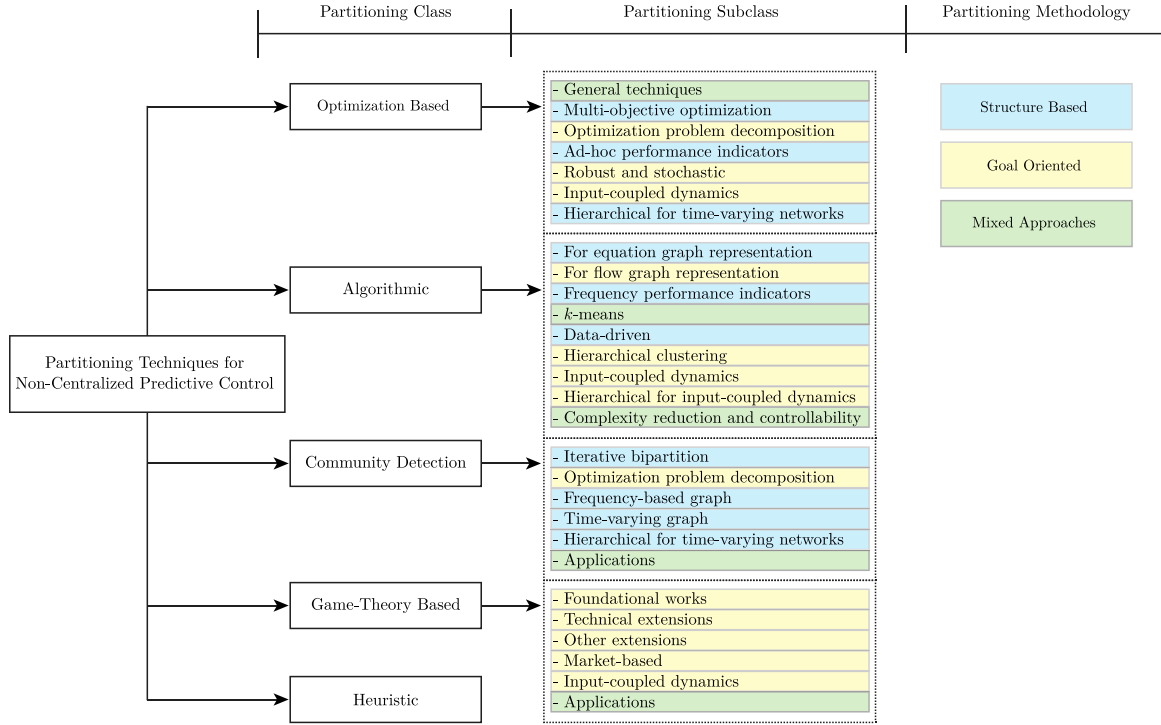 Partitioning Class
Partitioning Subclass
Partitioning Methodology
Partitioning Techniques for
Non-Centralized Predictive Control
Optimization Based
- General techniques
- Multi-objective optimization
- Optimization problem decomposition
- Ad-hoc performance indicators
- Robust and stochastic
- Input-coupled dynamics
- Hierarchical for time-varying networks
Algorithmic
- For equation graph representation
- For flow graph representation
- Frequency performance indicators
- k-means
- Data-driven
- Hierarchical clustering
- Input-coupled dynamics
- Hierarchical for input-coupled dynamics
- Complexity reduction and controllability
Community Detection
- Iterative bipartition
- Optimization problem decomposition
- Frequency-based graph
- Time-varying graph
- Hierarchical for time-varying networks
- Applications
Game-Theory Based
- Foundational works
- Technical extensions
- Other extensions
- Market-based
- Input-coupled dynamics
- Applications
Heuristic
Structure Based
Goal Oriented
Mixed Approaches